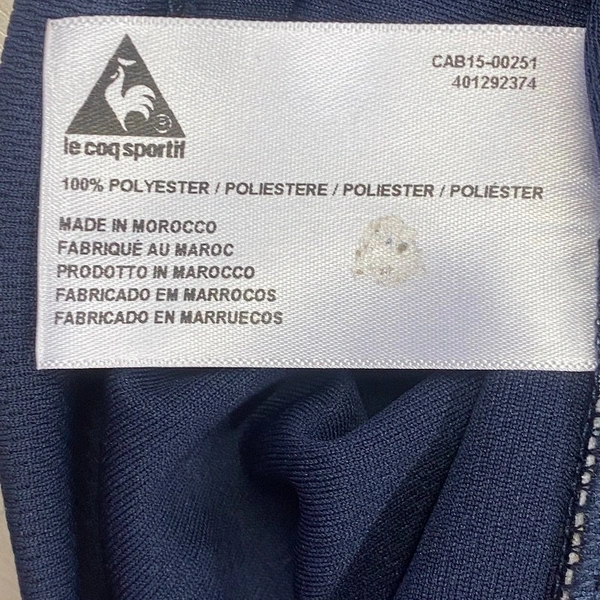 CAB15-00251
401292374
le coq sportif
100% POLYESTER / POLIESTERE / POLIESTER / POLIÉSTER
MADE IN MOROCCO
FABRIQUÉ AU MAROC
PRODOTTO IN MAROCCO
FABRICADO EM MARROCOS
FABRICADO EN MARRUECOS